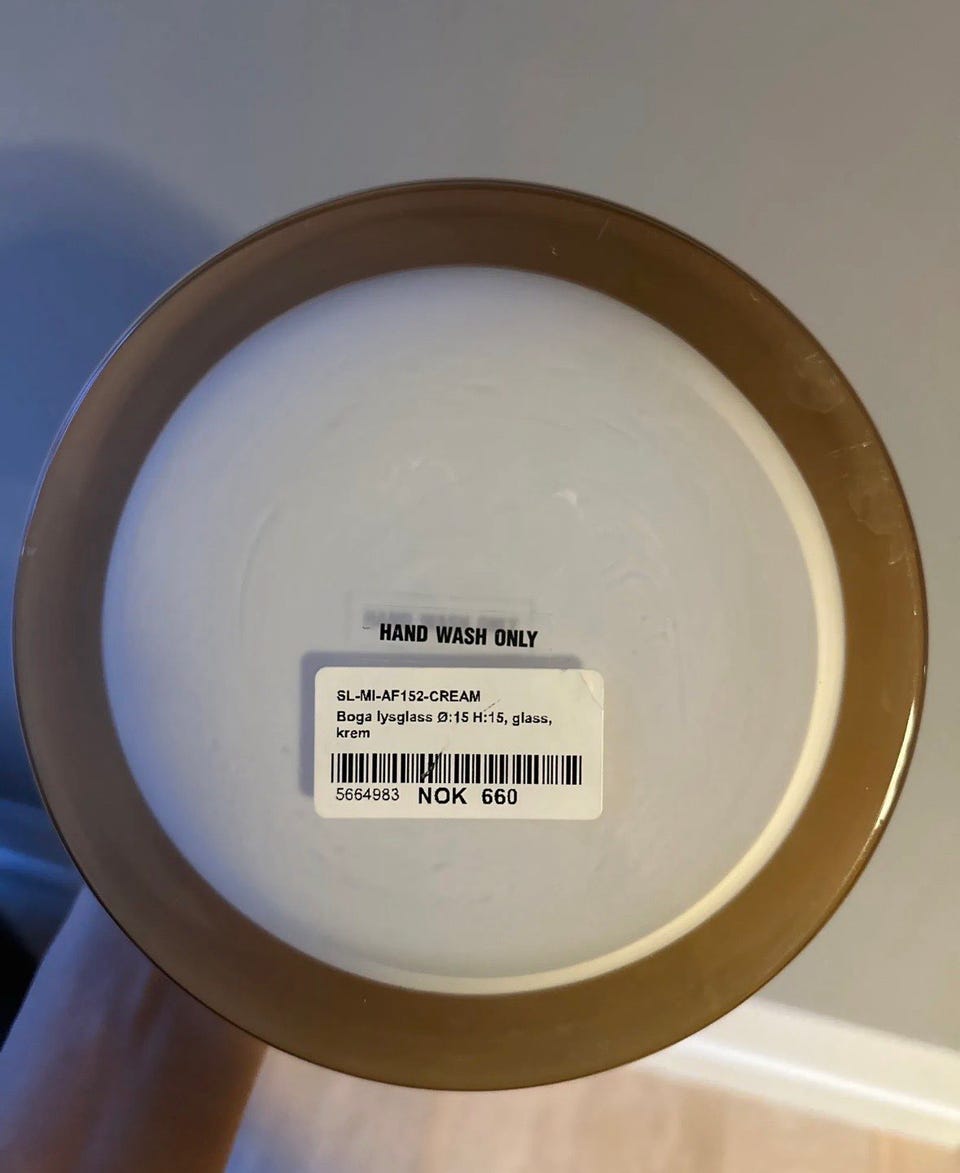 HAND WASH ONLY
SL-MI-AF152-CREAM
Boga lysglass Ø:15 H:15, glass,
krem
5664983 NOK 660